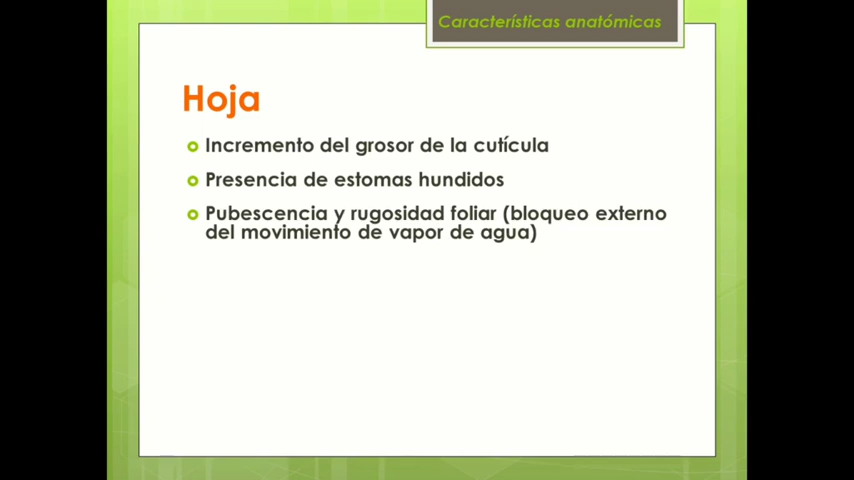 Características anatómicas
Hoja
Incremento del grosor de la cutícula
Presencia de estomas hundidos
Pubescencia y rugosidad foliar (bloqueo externo
del movimiento de vapor de agua)